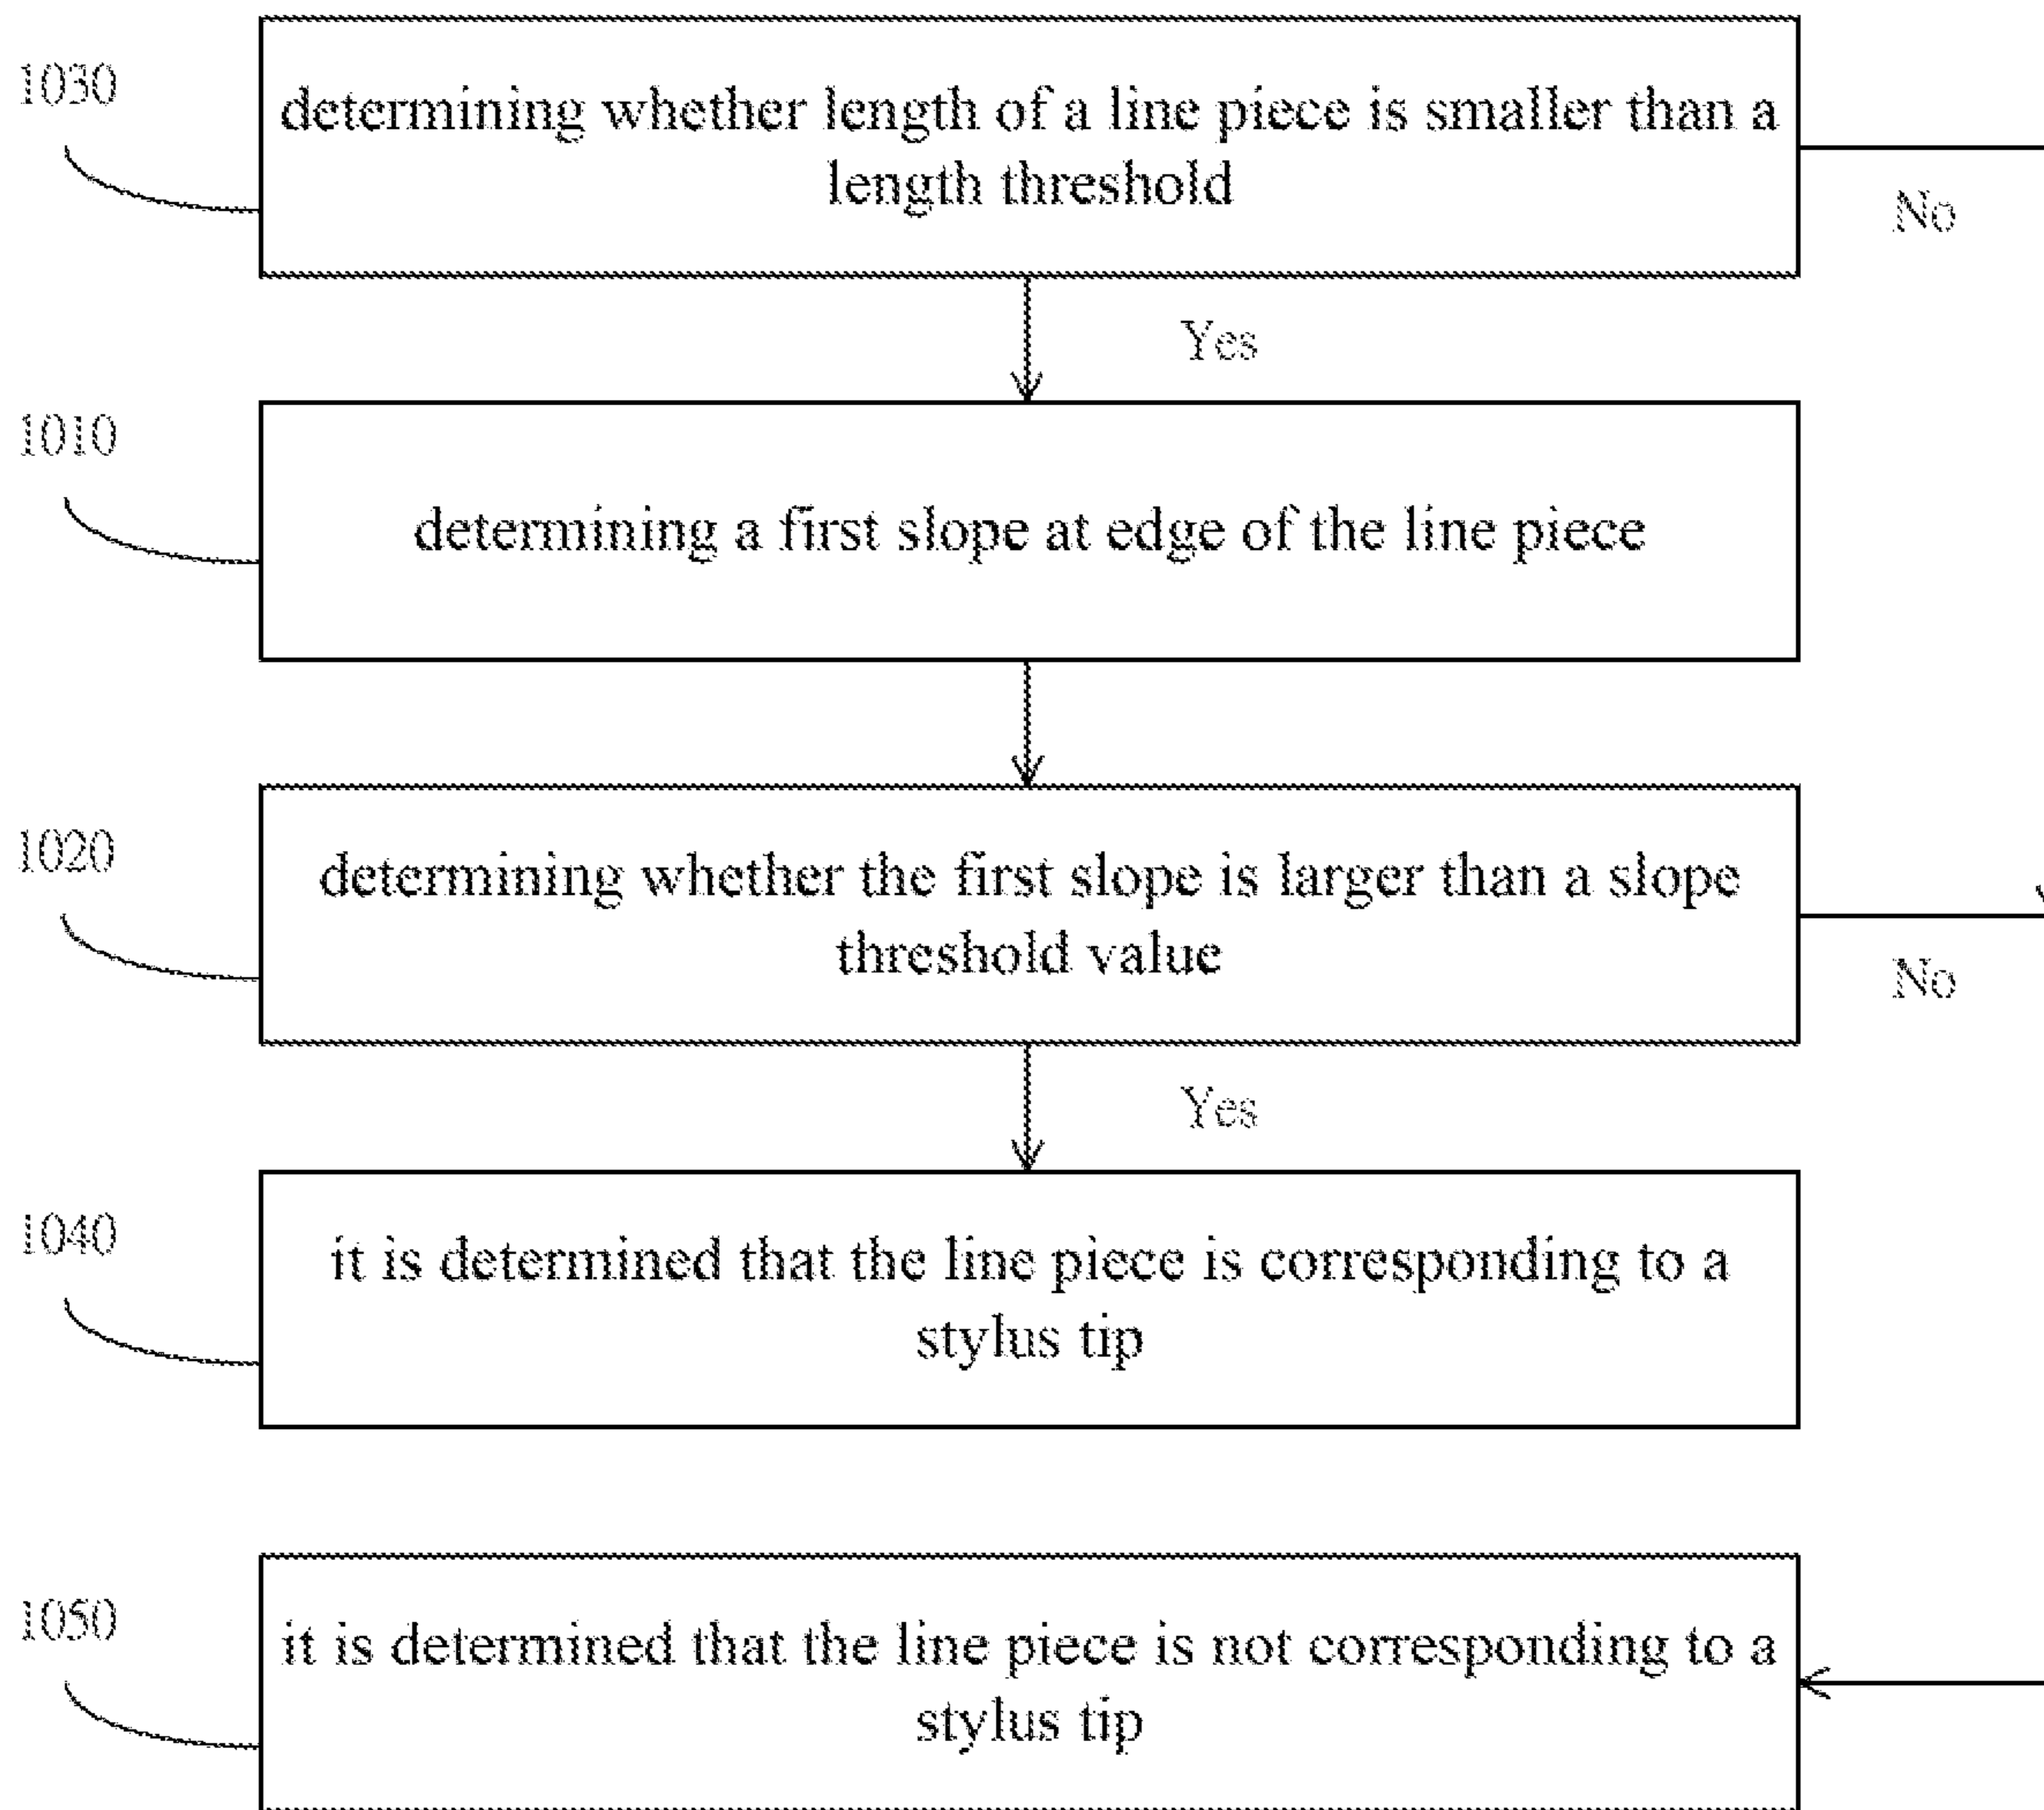 1030
determining whether length of a line piece is smaller than a
length threshold
No
Yes
1010
determining a first slope at edge of the line piece
1020
determining whether the first slope is larger than a slope
threshold value
No
Yes
1040
it is determined that the line piece is corresponding to a
stylus tip
1050
it is determined that the line piece is not corresponding to a
stylus tip